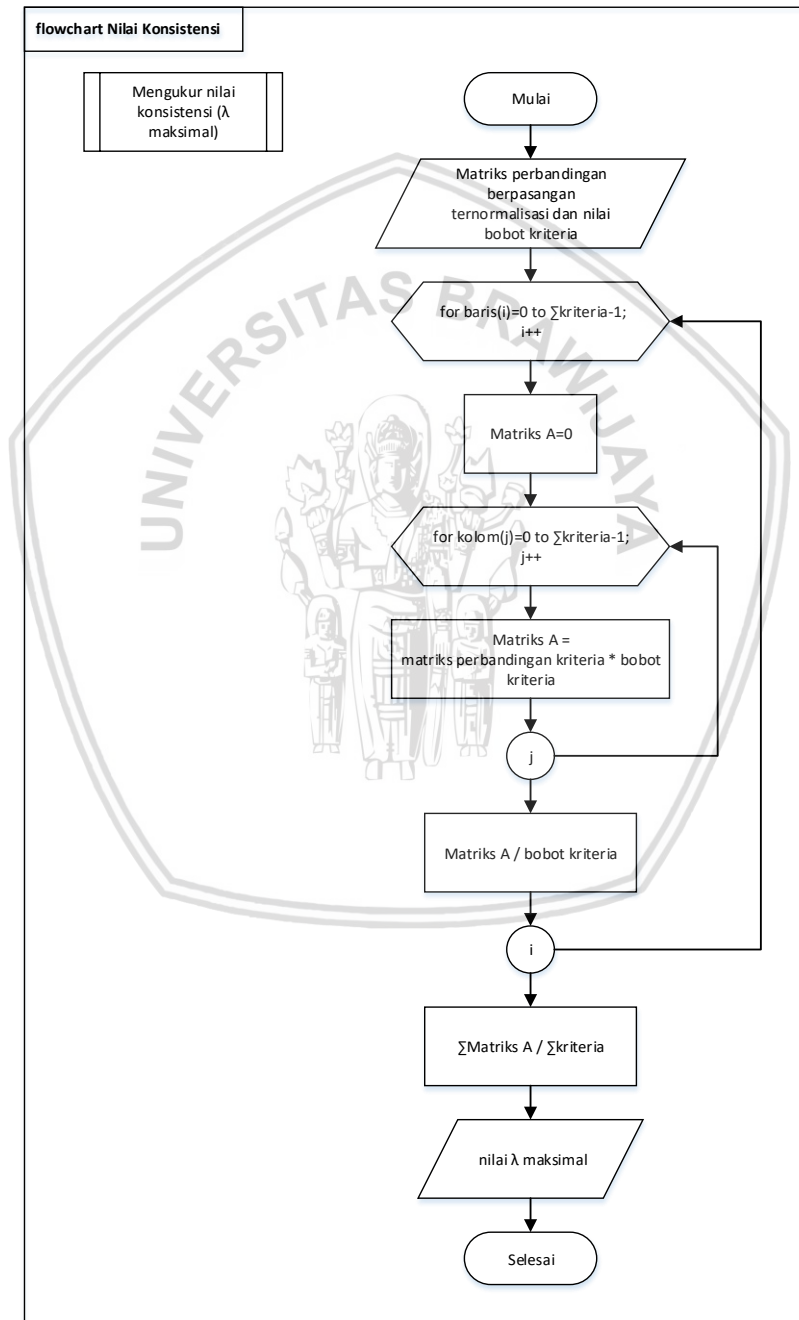 flowchart Nilai Konsistensi
Mengukur nilai
konsistensi (λ
maksimal)
Mulai
Matriks perbandingan
berpasangan
ternormalisasi dan nilai
bobot kriteria
for baris(i)=0 to ∑kriteria-1;
i++
Matriks A=0
for kolom(j)=0 to ∑kriteria-1;
j++
Matriks A =
matriks perbandingan kriteria * bobot
kriteria
j
Matriks A / bobot kriteria
i
∑Matriks A / ∑kriteria
nilai λ maksimal
Selesai
UNIVERSITAS BRAWIJAYA